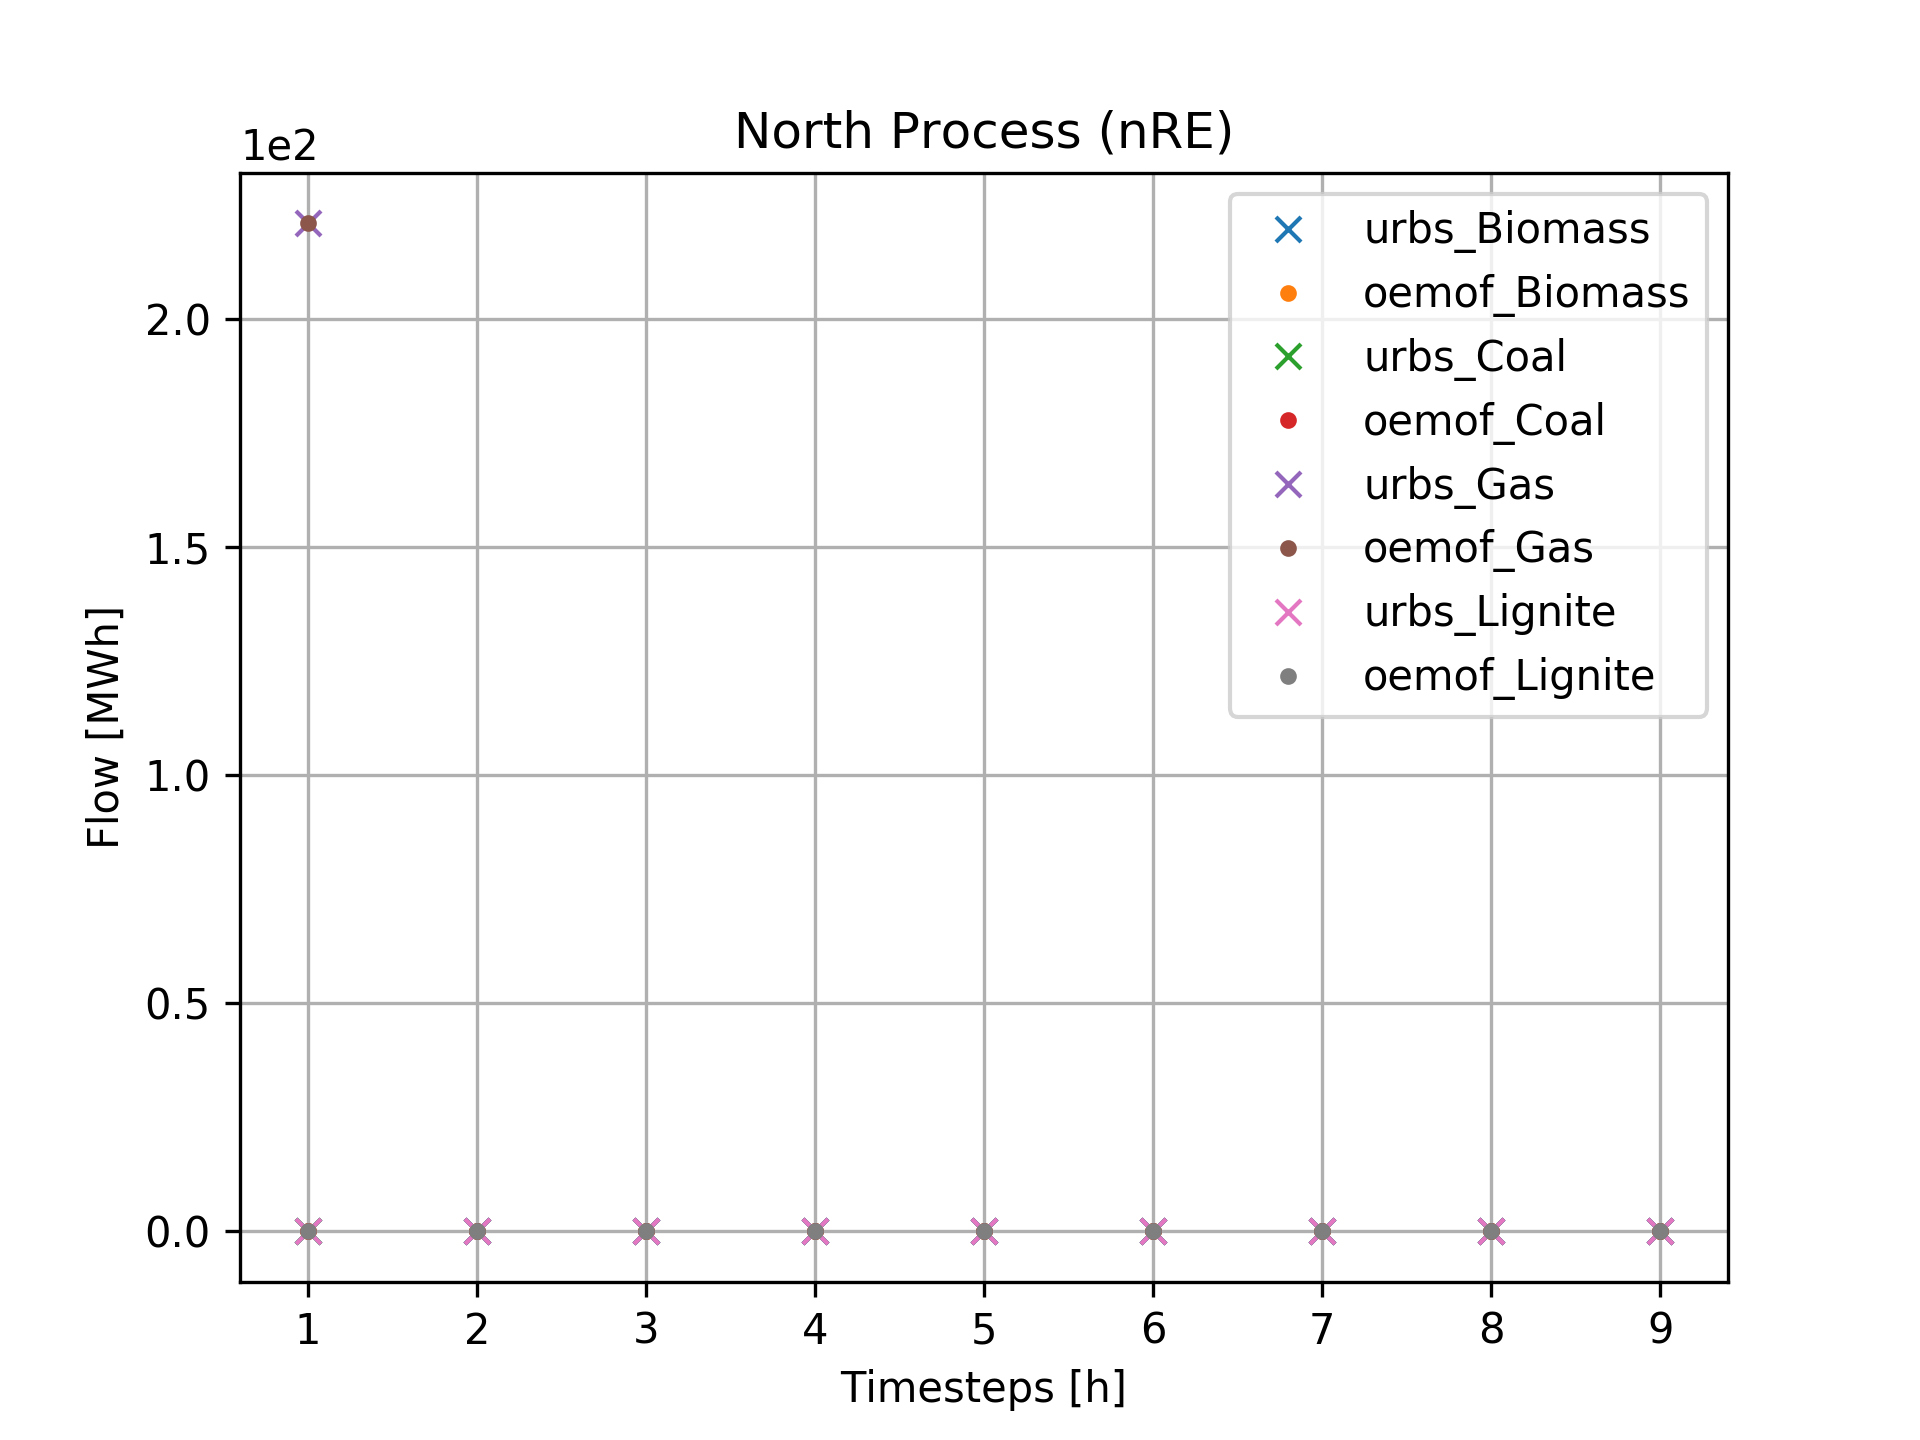 North Process (nRE)
1e2
2.0
1.5
1.0
0.5
0.0
Flow [MWh]
1 2 3 4 5 6 7 8 9
Timesteps [h]
urbs_Biomass
oemof_Biomass
urbs_Coal
oemof_Coal
urbs_Gas
oemof_Gas
urbs_Lignite
oemof_Lignite